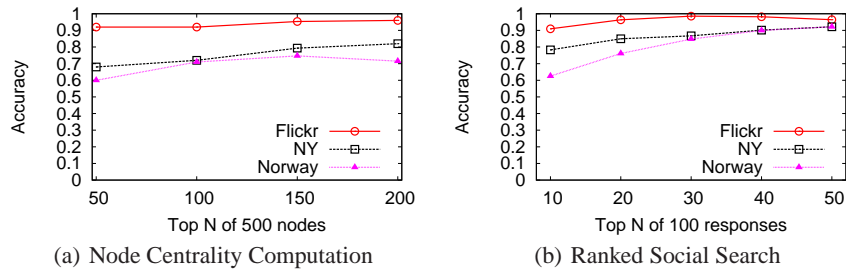 1
0.9
0.8
0.7
0.6
0.5
0.4
0.3
0.2
0.1
0
Accuracy
50
100
150
200
Top N of 500 nodes
Flickr
NY
Norway
(a) Node Centrality Computation
1
0.9
0.8
0.7
0.6
0.5
0.4
0.3
0.2
0.1
0
Accuracy
10
20
30
40
50
Top N of 100 responses
Flickr
NY
Norway
(b) Ranked Social Search